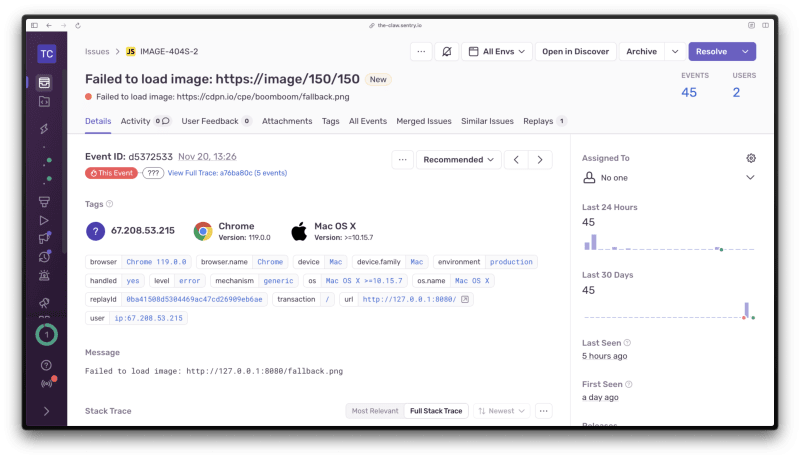 the-claw.sentry.io
TC
Issues > JS IMAGE-404S-2
All Envs
Open in Discover
Archive
Resolve
Failed to load image: https://image/150/150 New
EVENTS USERS
Failed to load image: https://cdpn.io/cpe/boomboom/fallback.png
45 2
Details Activity 0 User Feedback 0 Attachments Tags All Events Merged Issues Similar Issues Replays 1
Event ID: d5372533 Nov 20, 13:26
Recommended
This Event ??? View Full Trace: a76ba80c (5 events)
Tags
? 67.208.53.215
Chrome
Version: 119.0.0
Mac OS X
Version: >=10.15.7
browser Chrome 119.0.0 browser.name Chrome device Mac device.family Mac environment production
handled yes level error mechanism generic os Mac OS X >=10.15.7 os.name Mac OS X
replayId 0ba41508d5304469ac47cd26909eb6ae transaction / url http://127.0.0.1:8080/
user ip:67.208.53.215
Message
Failed to load image: http://127.0.0.1:8080/fallback.png
Stack Trace
Most Relevant Full Stack Trace Newest
Assigned To
No one
Last 24 Hours
45
Last 30 Days
45
Last Seen
5 hours ago
First Seen
a day ago
Releases
1